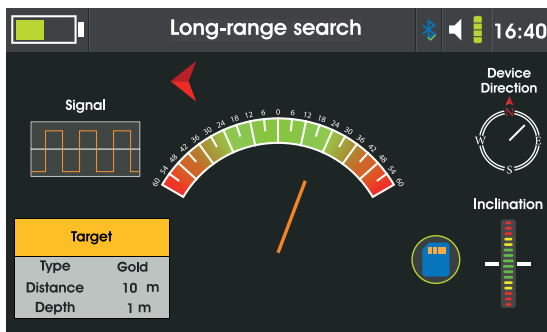 Long-range search
16:40
Signal
60 54 48 42 36 30 24 18 12 6 0 6 12 18 24 30 36 42 48 54 60
Device
Direction
N
W E
S
Inclination
Target
Type Gold
Distance 10 m
Depth 1 m